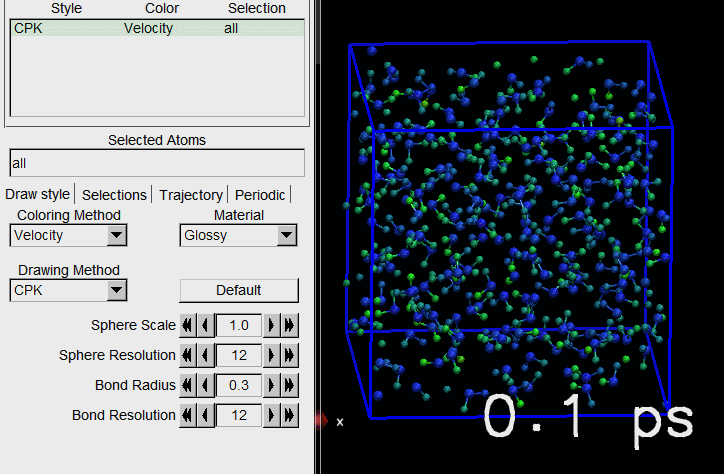 Style Color Selection
CPK Velocity all
Selected Atoms
all
Draw style Selections Trajectory Periodic
Coloring Method Material
Velocity Glossy
Drawing Method
CPK Default
Sphere Scale 1.0
Sphere Resolution 12
Bond Radius 0.3
Bond Resolution 12
x
0.1 ps